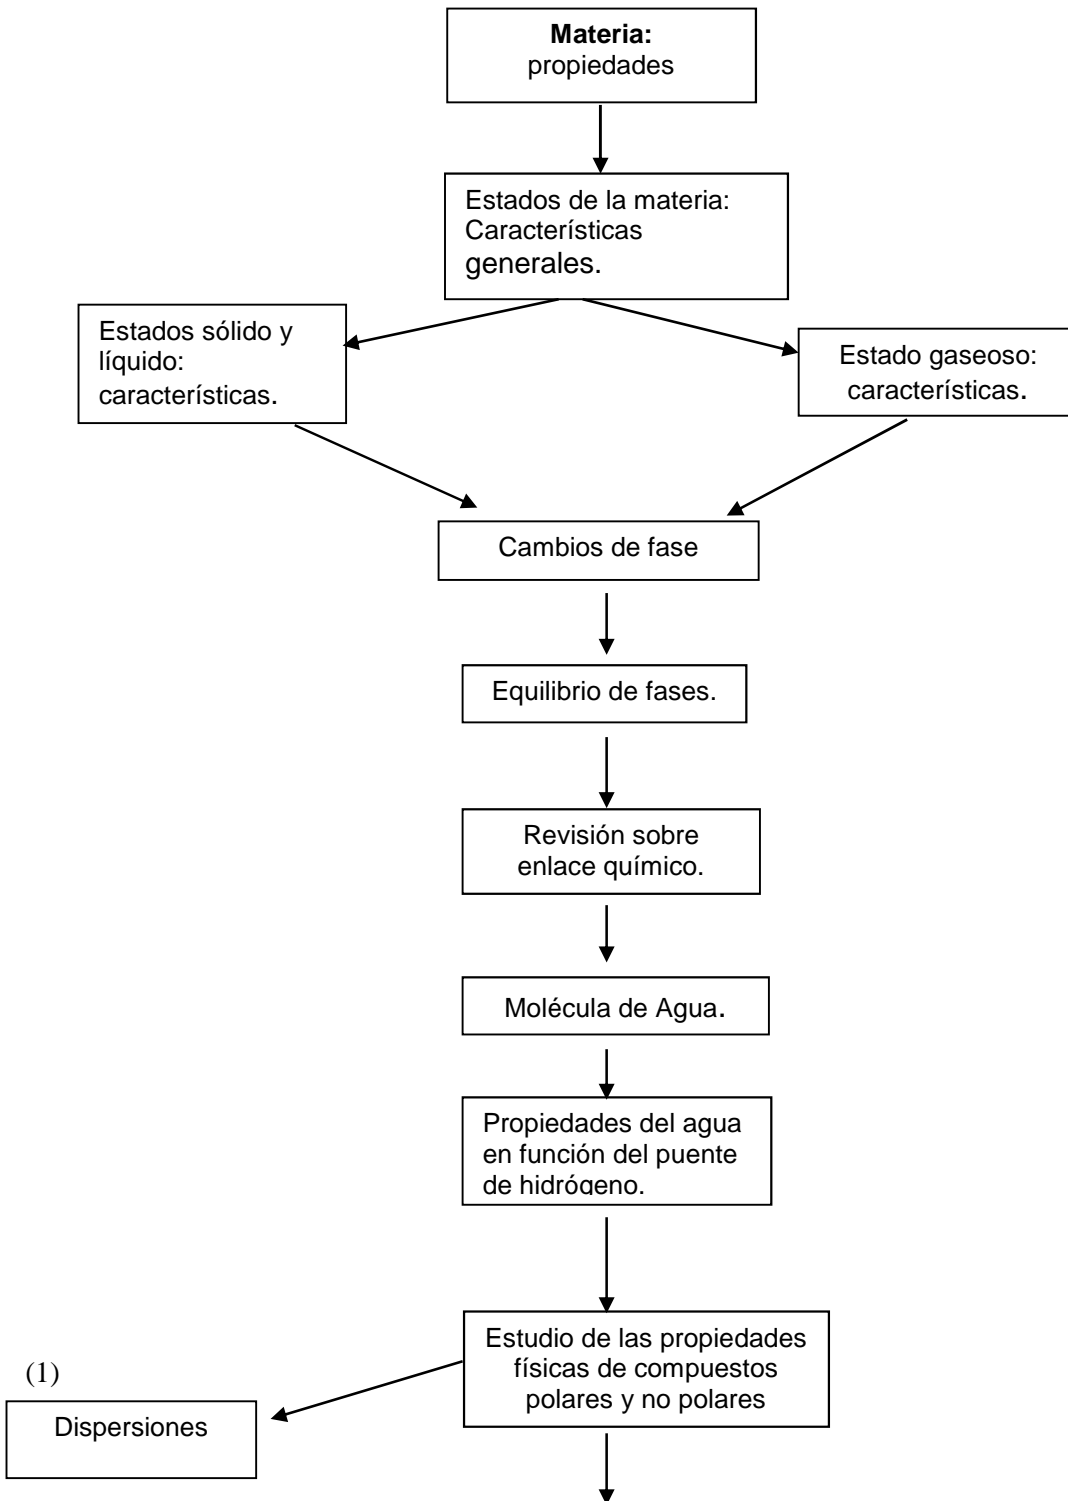 Materia:
propiedades
Estados de la materia:
Características
generales.
Estados sólido y
líquido:
características.
Estado gaseoso:
características.
Cambios de fase
Equilibrio de fases.
Revisión sobre
enlace químico.
Molécula de Agua.
Propiedades del agua
en función del puente
de hidrógeno.
Estudio de las propiedades
físicas de compuestos
polares y no polares
(1)
Dispersiones